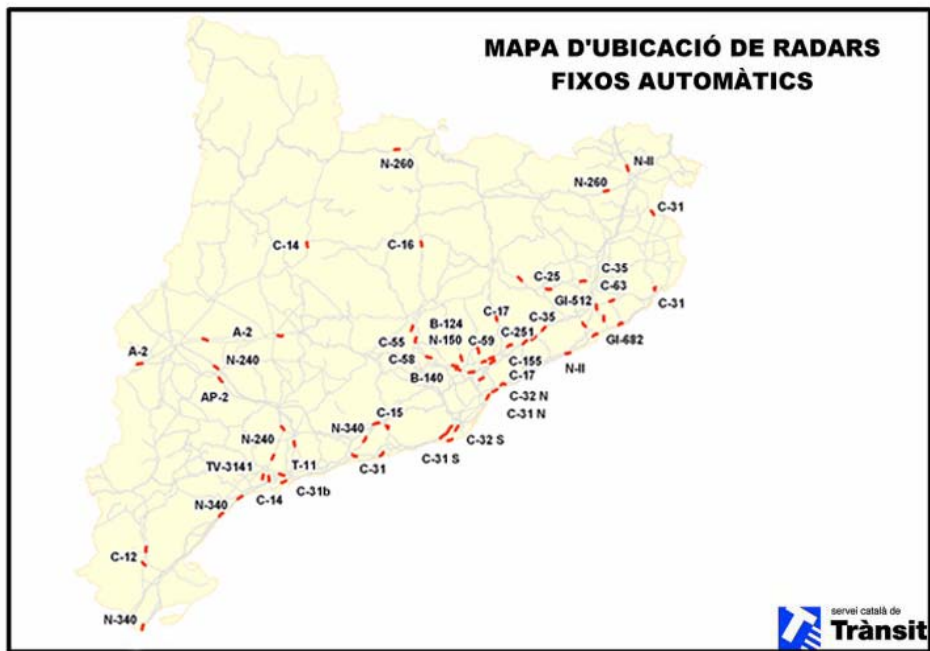 MAPA D'UBICACIÓ DE RADARS
FIXOS AUTOMÀTICS
N-260
N-II
N-260
C-31
C-14
C-16
C-25
C-35
C-63
GI-512
C-31
C-17
C-35
B-124
N-150
C-59
C-251
C-55
C-58
GI-682
A-2
A-2
N-240
B-140
C-155
C-17
N-II
AP-2
C-32 N
C-31 N
C-15
N-340
N-240
C-32 S
C-31 S
TV-3141
T-11
C-31
C-31b
C-14
N-340
C-12
N-340
servei català de
Trànsit